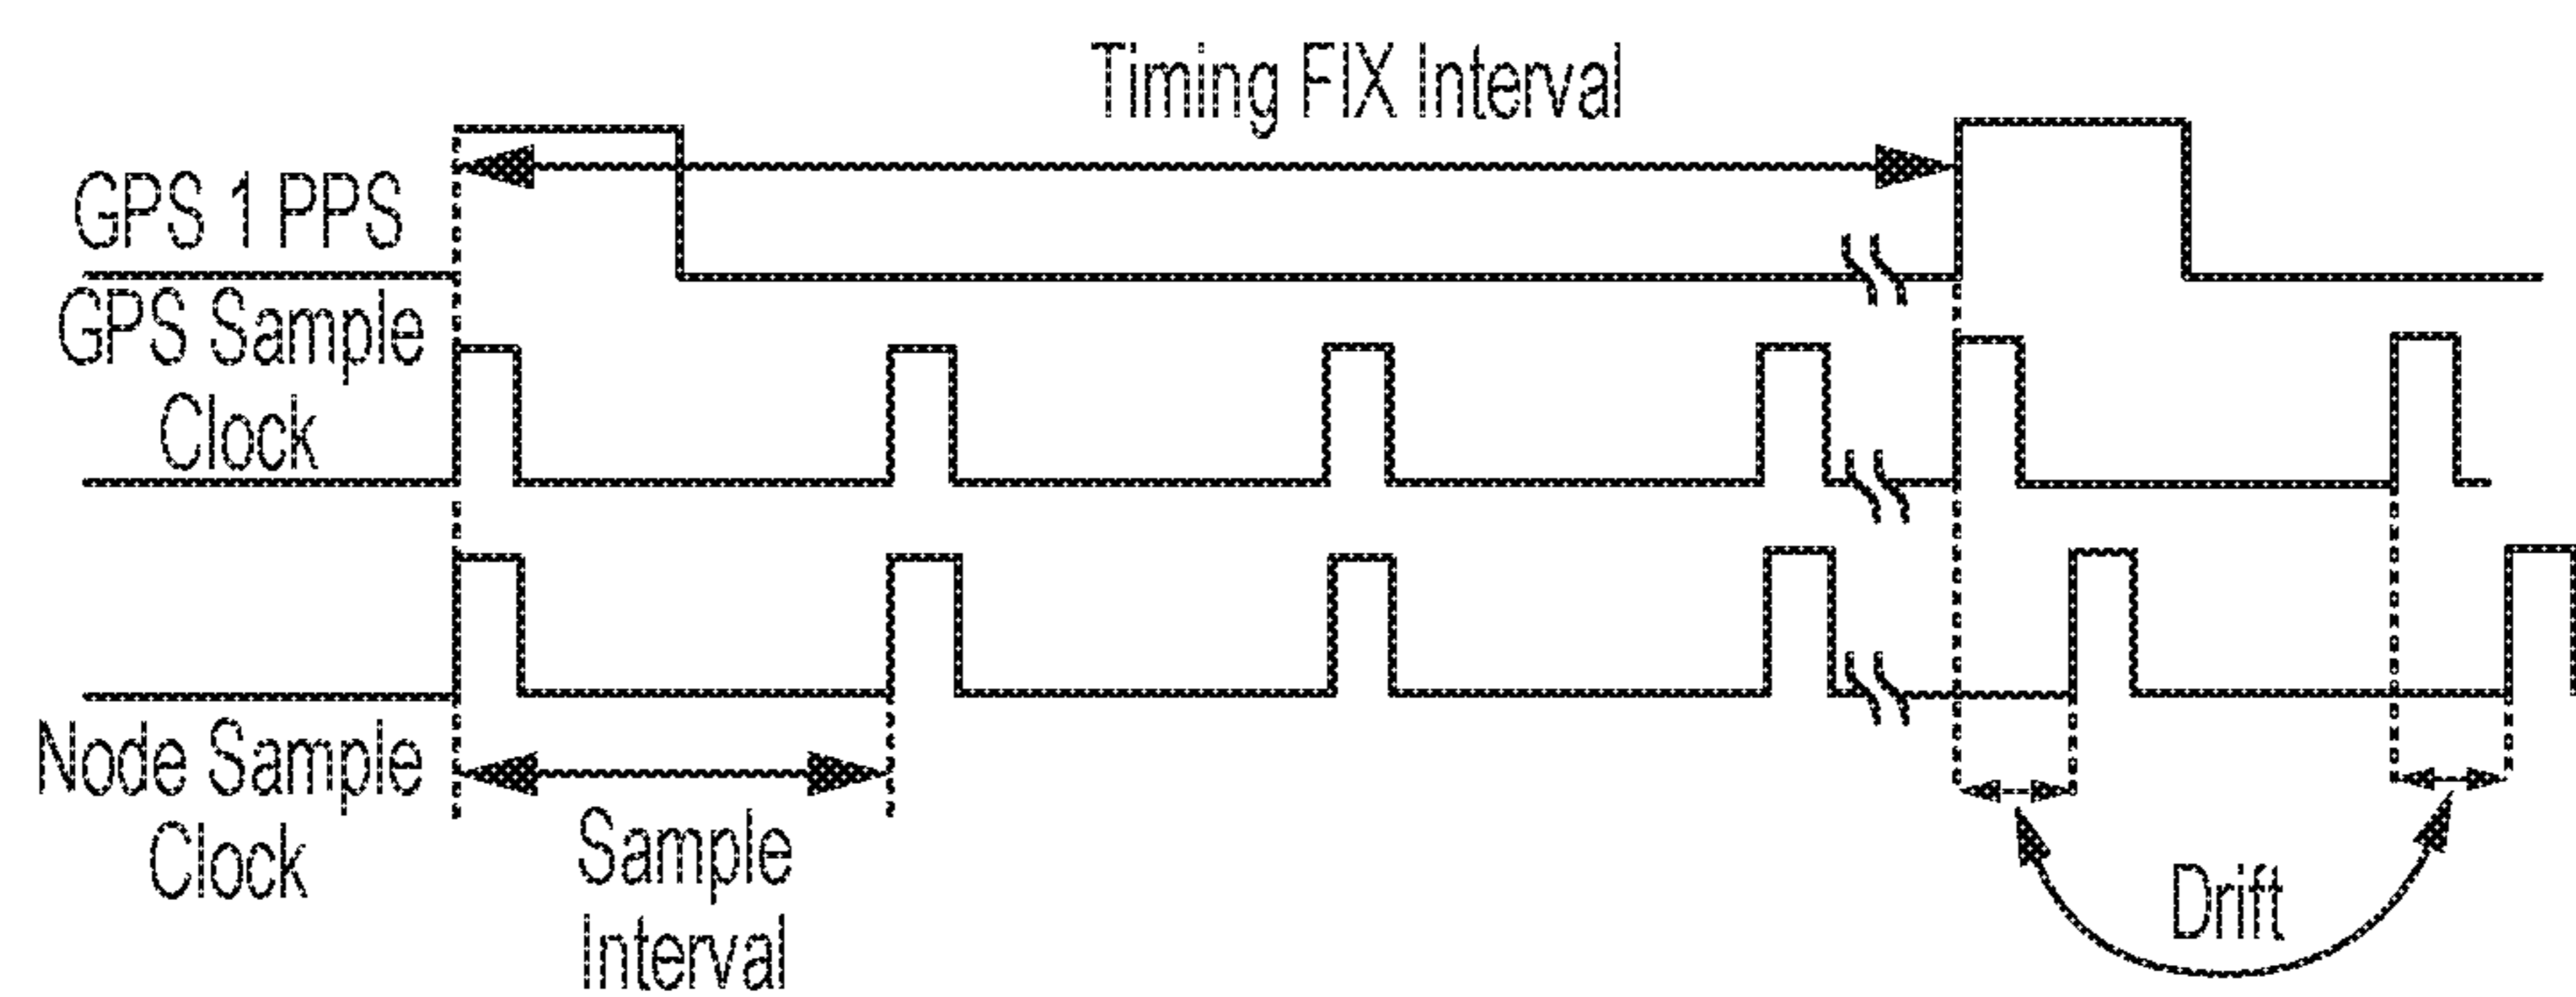 Timing FIX Interval
GPS 1 PPS
GPS Sample
Clock
Node Sample
Clock
Sample
Interval
Drift